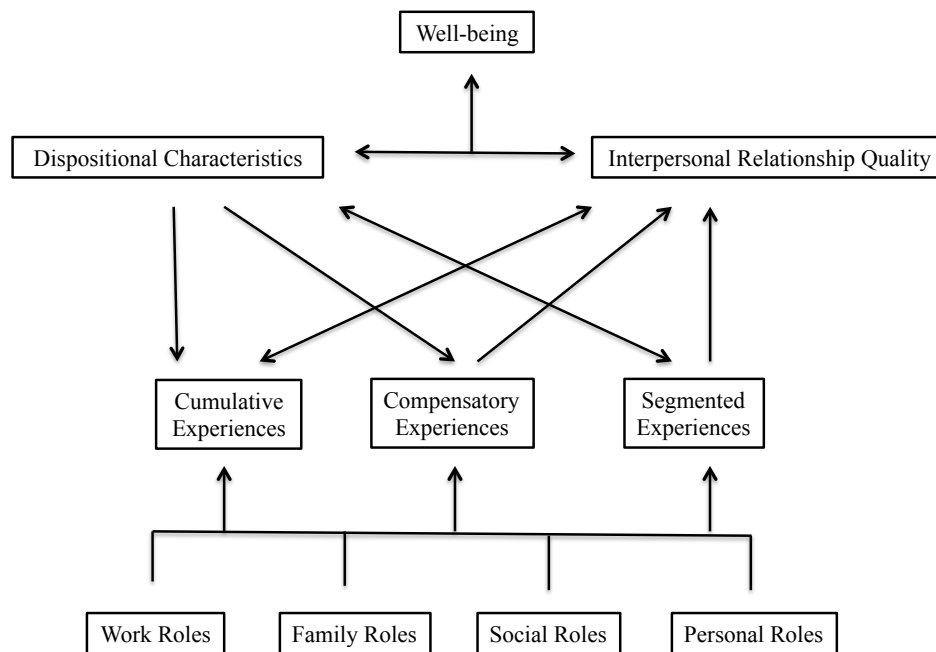 Well-being
Dispositional Characteristics
Interpersonal Relationship Quality
Cumulative
Experiences
Compensatory
Experiences
Segmented
Experiences
Work Roles
Family Roles
Social Roles
Personal Roles